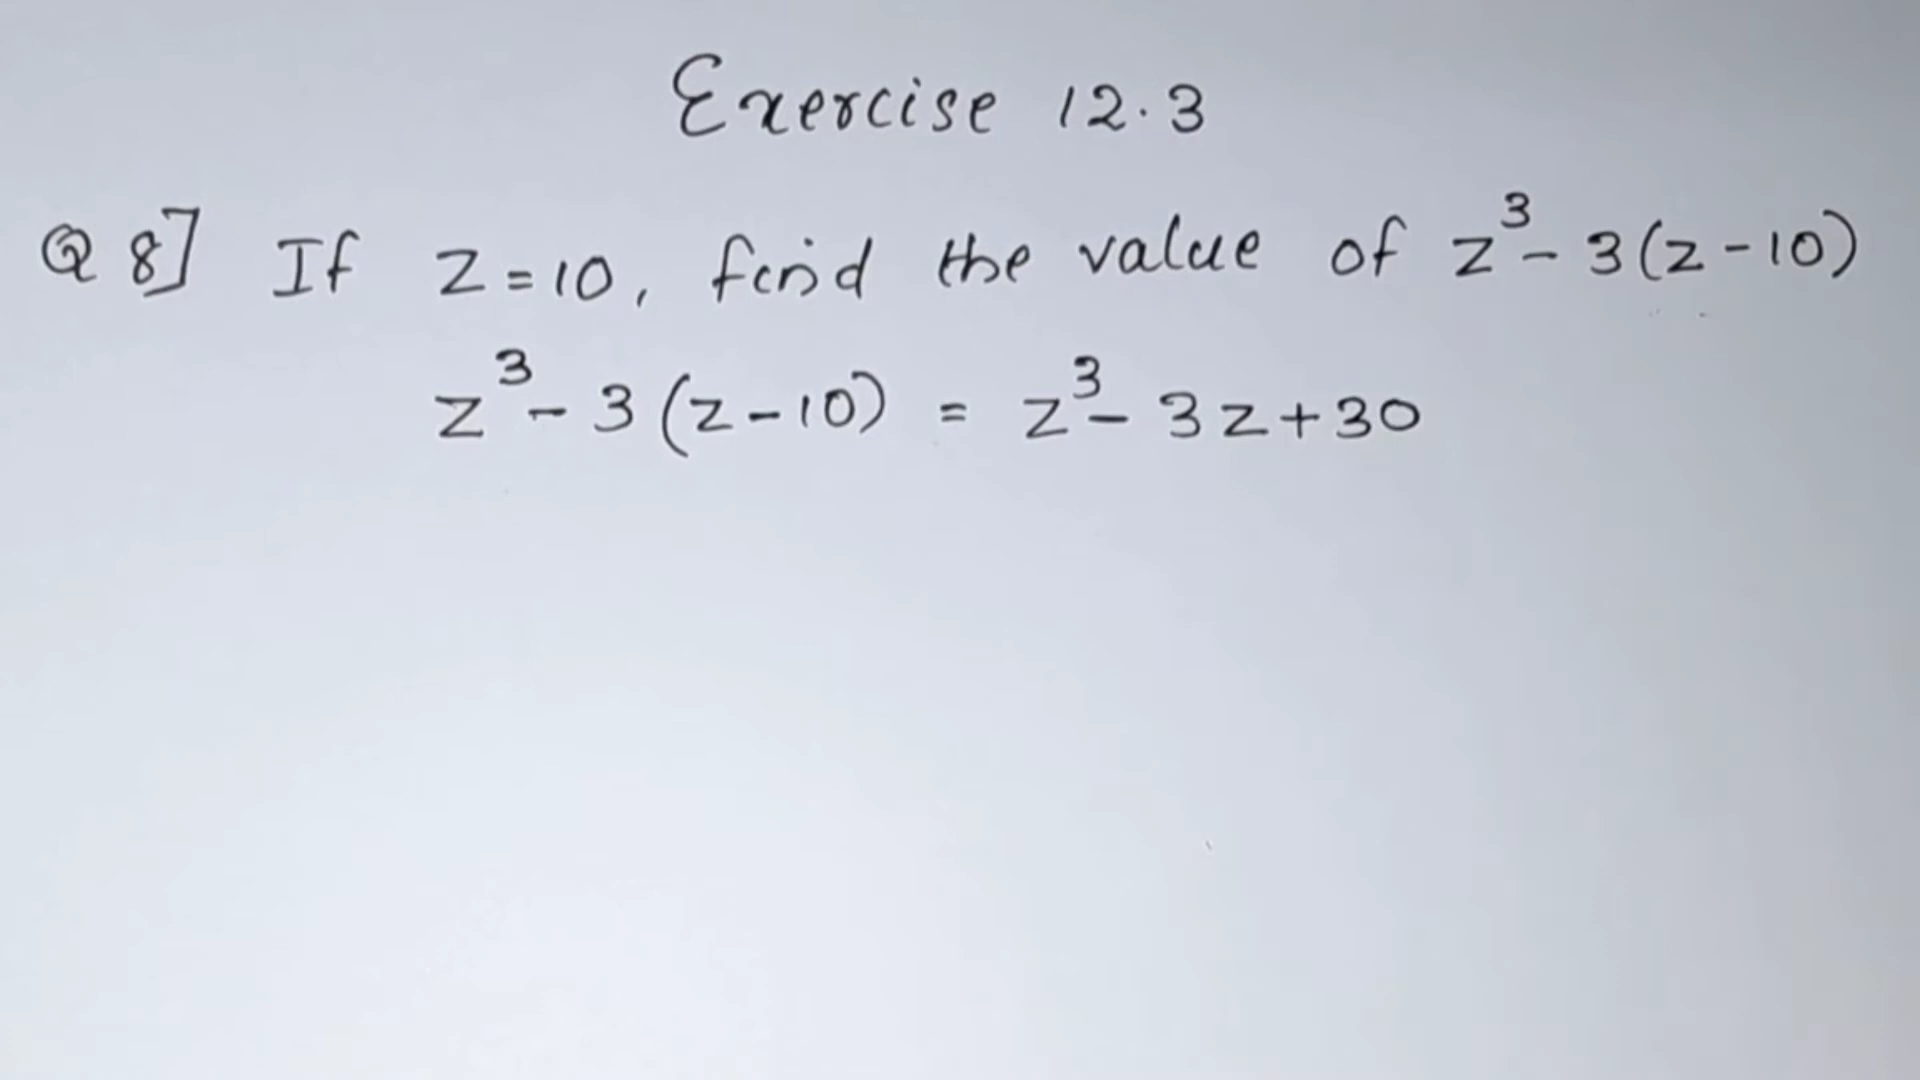 Exercise 12.3
Q 8] If z = 10, find the value of z³ - 3(z - 10)
z³ - 3(z - 10) = z³ - 3z + 30